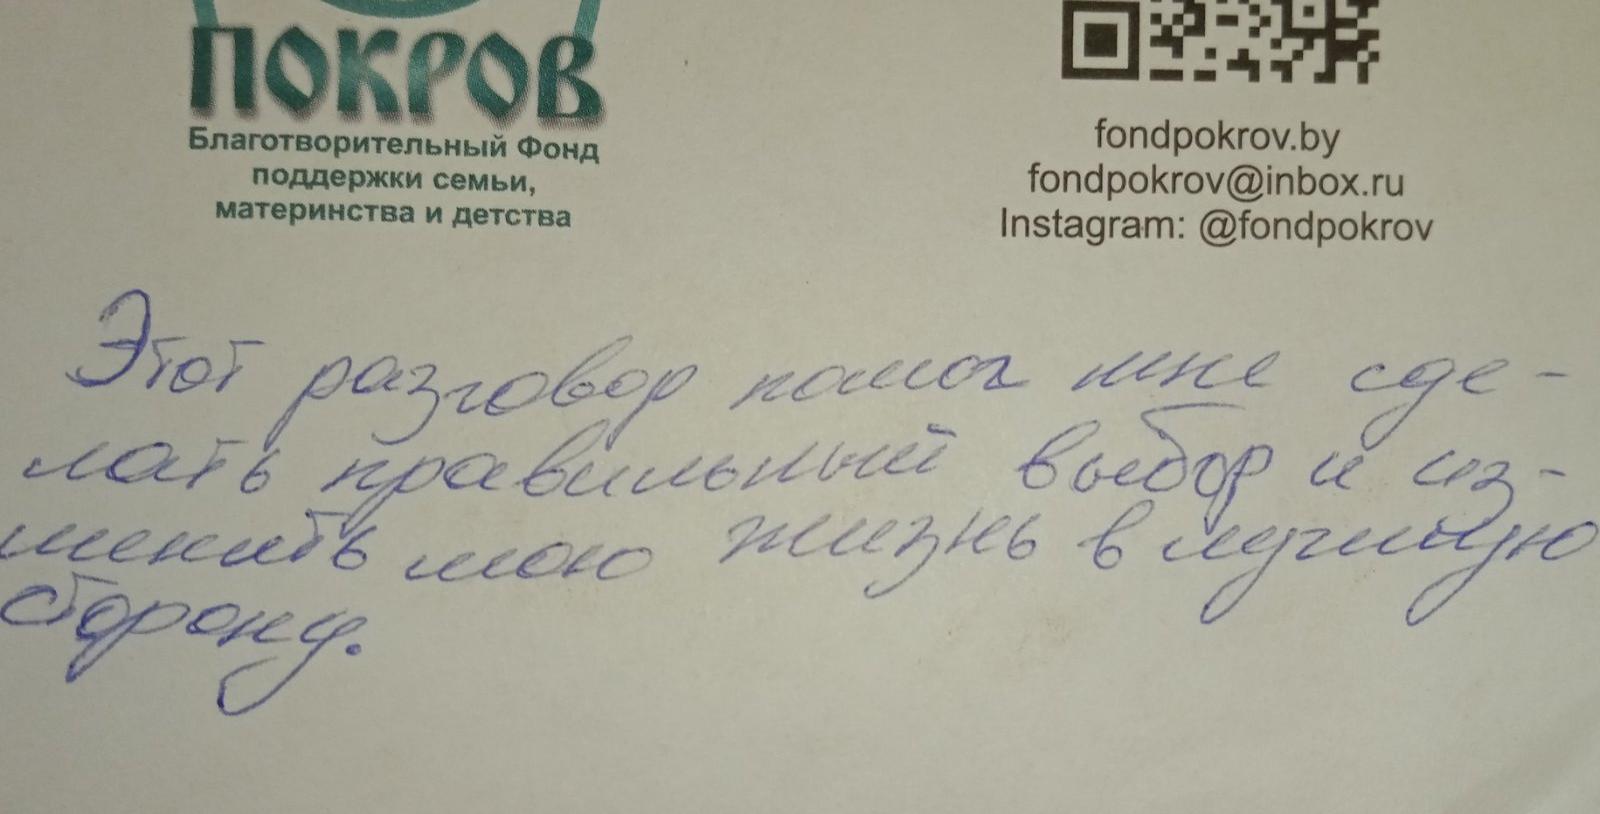 ПОКРОВ
Благотворительный Фонд
поддержки семьи,
материнства и детства
fondpokrov.by
fondpokrov@inbox.ru
Instagram: @fondpokrov
Этот разговор помог мне сде-
лать правильный выбор и из-
менить мою жизнь в лучшую
сторону.